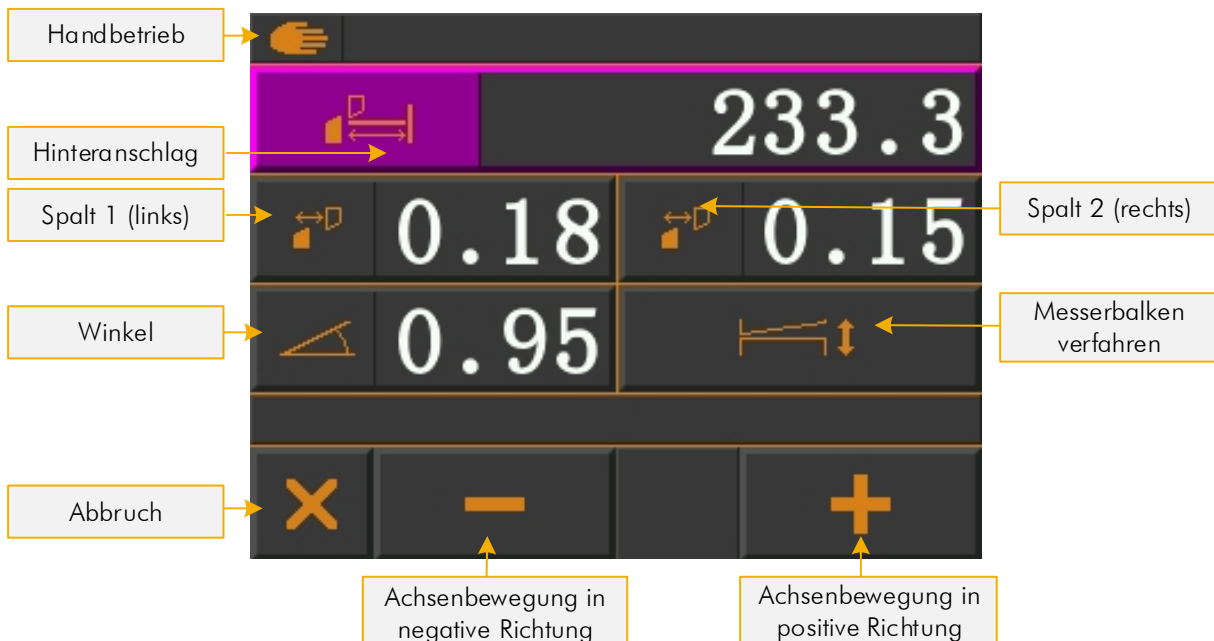 Handbetrieb
233.3
Hinteranschlag
Spalt 1 (links)
0.18
0.15
Spalt 2 (rechts)
Winkel
0.95
Messerbalken
verfahren
Abbruch
Achsenbewegung in
negative Richtung
Achsenbewegung in
positive Richtung